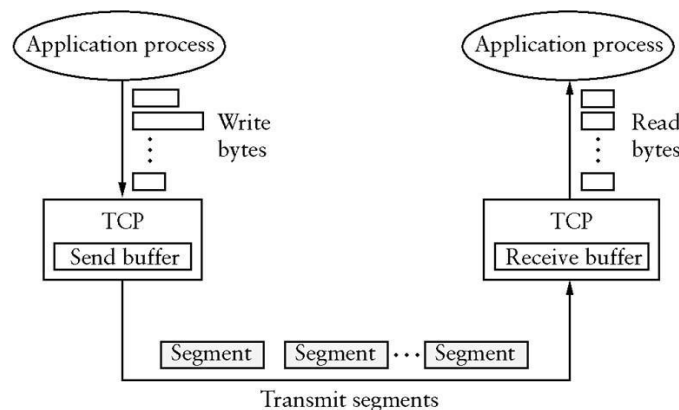 Application process
Application process
Write
bytes
Read
bytes
TCP
Send buffer
TCP
Receive buffer
Segment Segment Segment
Transmit segments